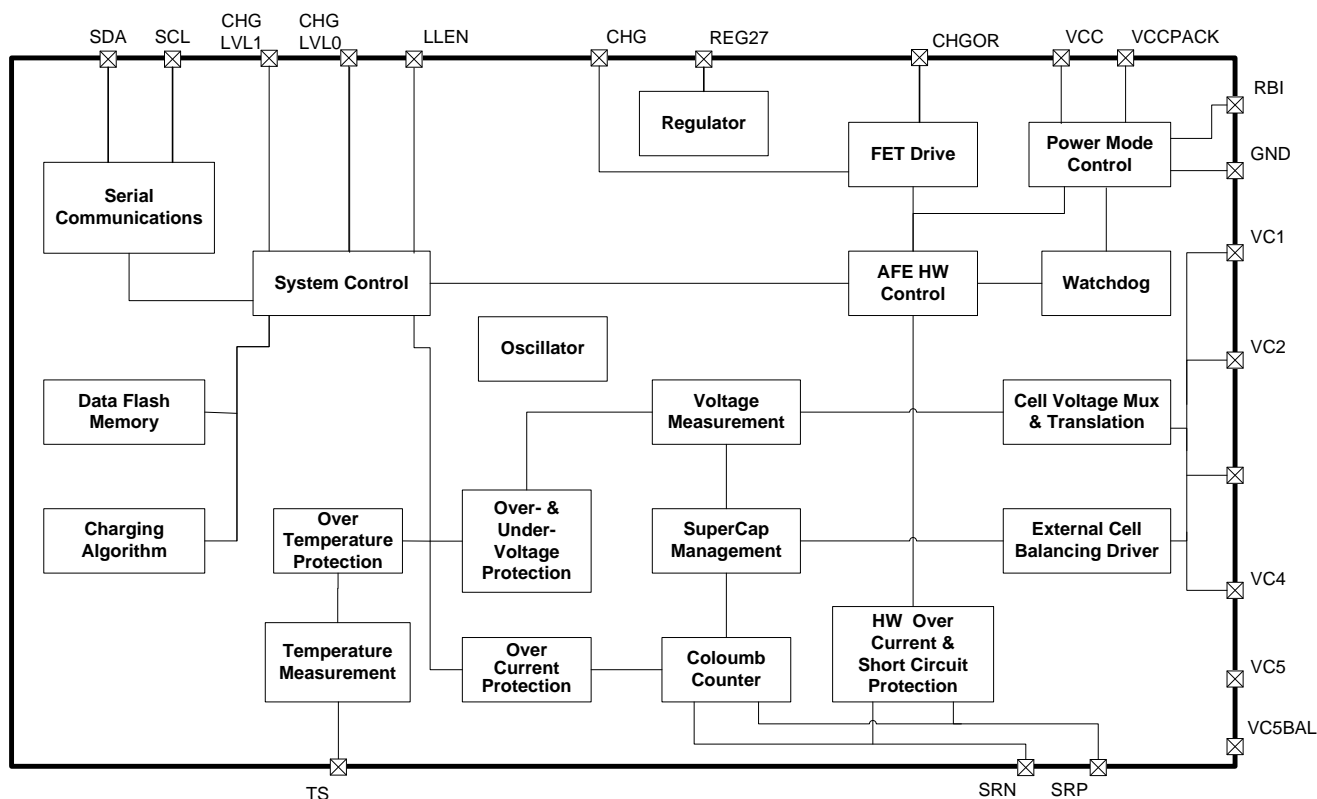 SDA
SCL
CHG
LVL1
CHG
LVL0
LLEN
CHG
REG27
CHGOR
VCC
VCCPACK
RBI
GND
VC1
VC2
VC4
VC5
VC5BAL
Regulator
FET Drive
Power Mode
Control
Serial
Communications
System Control
AFE HW
Control
Watchdog
Oscillator
Data Flash
Memory
Voltage
Measurement
Cell Voltage Mux
& Translation
Charging
Algorithm
Over
Temperature
Protection
Over- &
Under-
Voltage
Protection
SuperCap
Management
External Cell
Balancing Driver
Temperature
Measurement
Over
Current
Protection
Coloumb
Counter
HW Over
Current &
Short Circuit
Protection
TS
SRN
SRP